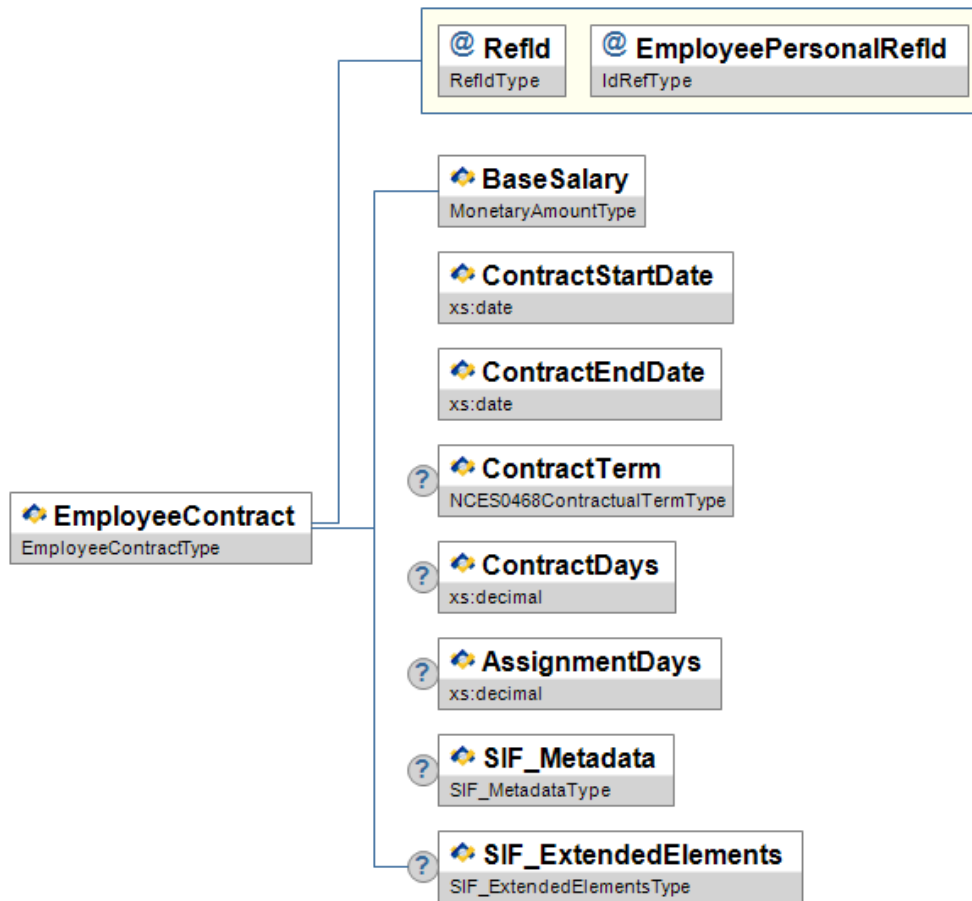 @ RefId
RefIdType
@ EmployeePersonalRefId
IdRefType
BaseSalary
MonetaryAmountType
ContractStartDate
xs:date
ContractEndDate
xs:date
? ContractTerm
NCES0468ContractualTermType
EmployeeContract
EmployeeContractType
? ContractDays
xs:decimal
? AssignmentDays
xs:decimal
? SIF_Metadata
SIF_MetadataType
? SIF_ExtendedElements
SIF_ExtendedElementsType